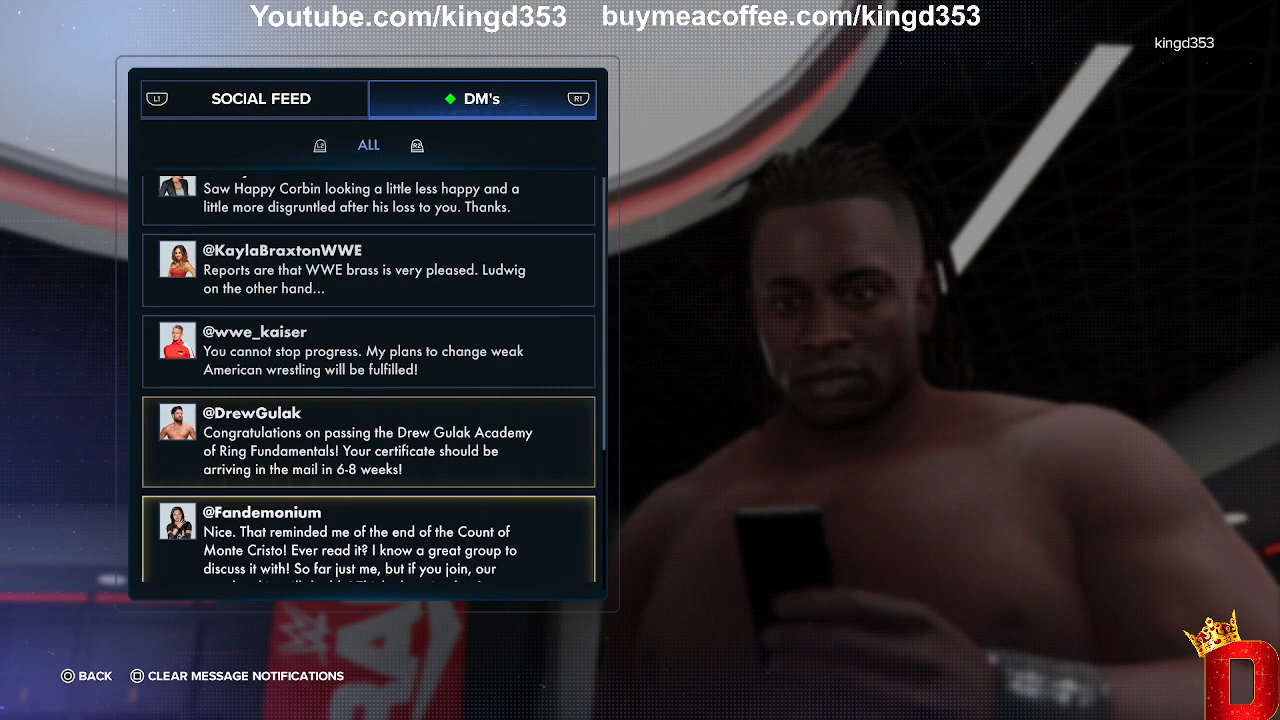 Youtube.com/kingd353 buymeacoffee.com/kingd353
kingd353
L1 SOCIAL FEED DM's R1
L2 ALL R2
Saw Happy Corbin looking a little less happy and a
little more disgruntled after his loss to you. Thanks.
@KaylaBraxtonWWE
Reports are that WWE brass is very pleased. Ludwig
on the other hand...
@wwe_kaiser
You cannot stop progress. My plans to change weak
American wrestling will be fulfilled!
@DrewGulak
Congratulations on passing the Drew Gulak Academy
of Ring Fundamentals! Your certificate should be
arriving in the mail in 6-8 weeks!
@Fandemonium
Nice. That reminded me of the end of the Count of
Monte Cristo! Ever read it? I know a great group to
discuss it with! So far just me, but if you join, our
BACK CLEAR MESSAGE NOTIFICATIONS
RA
D